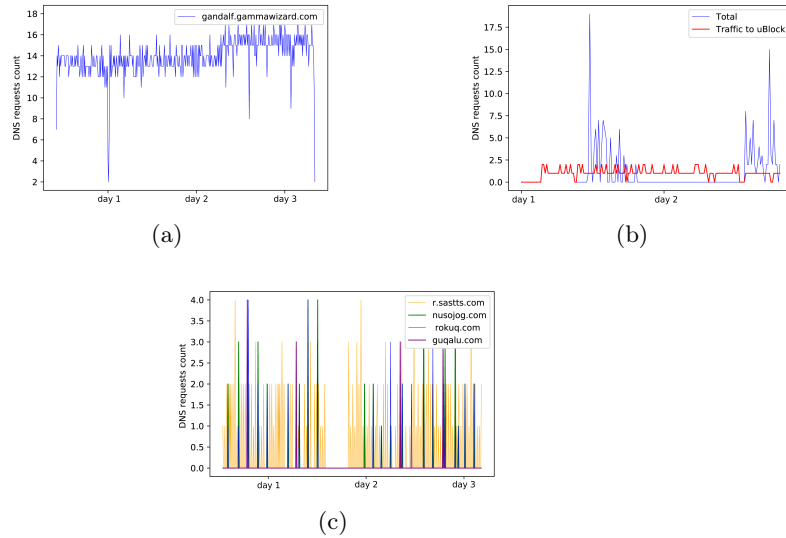 gandalf.gammawizard.com
DNS requests count
18
16
14
12
10
8
6
4
2
day 1
day 2
day 3
(a)
Total
Traffic to uBlock
DNS requests count
17.5
15.0
12.5
10.0
7.5
5.0
2.5
0.0
day 1
day 2
(b)
r.sastts.com
nusojog.com
rokuq.com
guqalu.com
DNS requests count
4.0
3.5
3.0
2.5
2.0
1.5
1.0
0.5
0.0
day 1
day 2
day 3
(c)